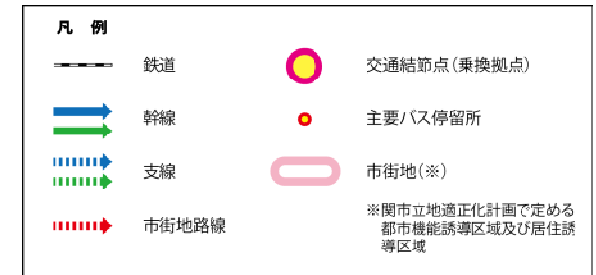 凡 例
鉄道
交通結節点(乗換拠点)
幹線
主要バス停留所
支線
市街地(※)
市街地路線
※関市立地適正化計画で定める
都市機能誘導区域及び居住誘
導区域